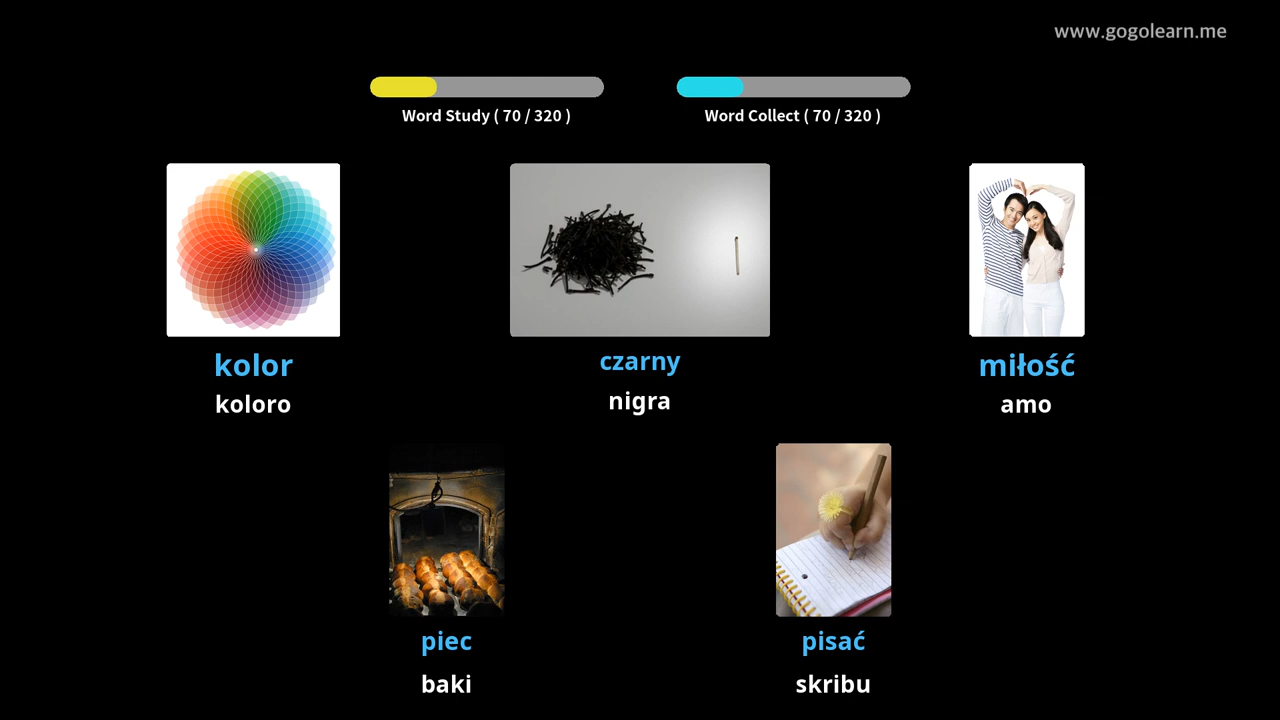 www.gogolearn.me
Word Study ( 70 / 320 )
Word Collect ( 70 / 320 )
kolor
koloro
czarny
nigra
miłość
amo
piec
baki
pisać
skribu